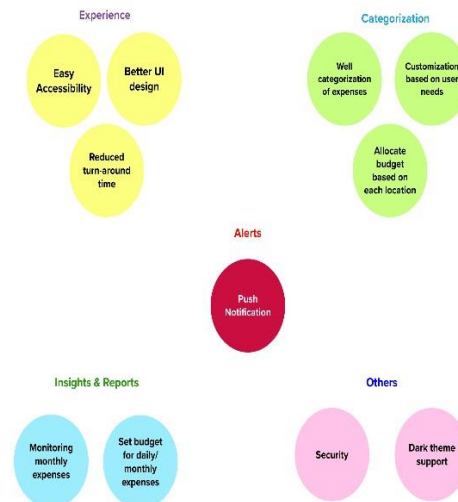 Experience
Easy
Accessibility
Better UI
design
Reduced
turn-around
time
Categorization
Well
categorization
of expenses
Customization
based on user
needs
Allocate
budget
based on
each location
Alerts
Push
Notification
Insights & Reports
Monitoring
monthly
expenses
Set budget
for daily/
monthly
expenses
Others
Security
Dark theme
support